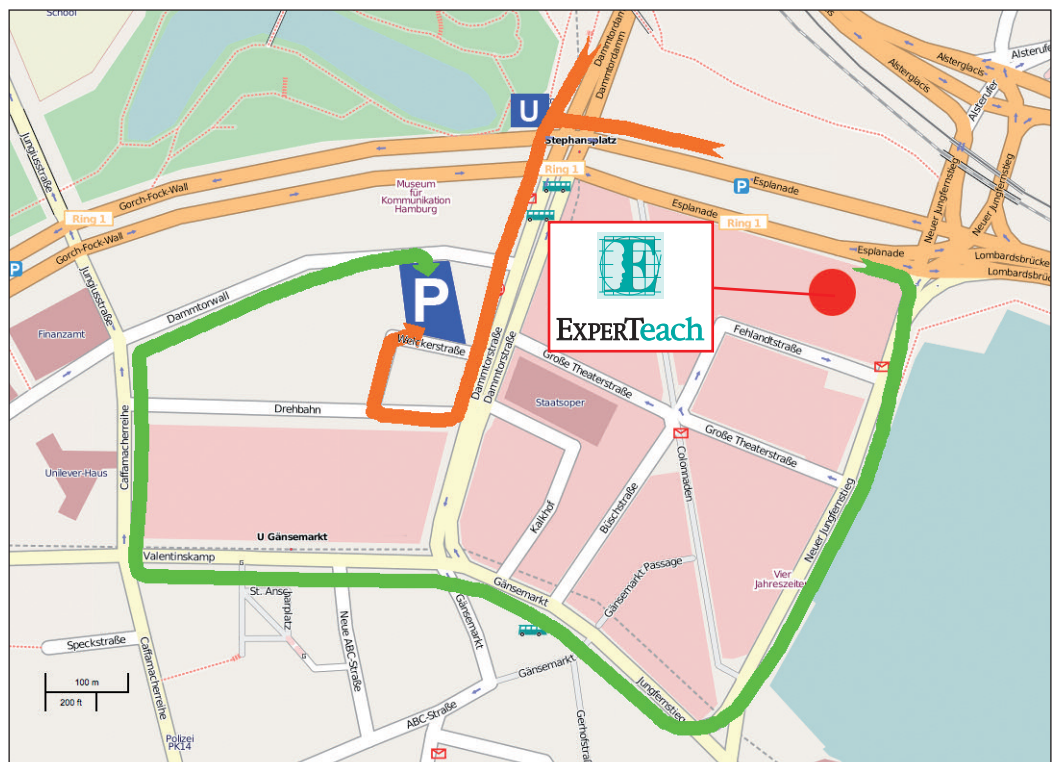 School
Jungiusstraße
Gorch-Fock-Wall
Ring 1
Gorch-Fock-Wall
Jungiusstraße
P
Finanzamt
Dammtorwall
Museum
für
Kommunikation
Hamburg
U
Dammtordamm
Dammtordamm
Stephansplatz
Ring 1
P
Esplanade
Esplanade
Ring 1
Esplanade
Alsterglacis
Alsterglacis
Alsterufer
Neuer Jungfernstieg
Neuer Jungfernstieg
Lombardsbrücke
P
EXPERTeach
Fehlandtstraße
Dammtorstraße
Dammtorstraße
Große Theaterstraße
Staatsoper
Große Theaterstraße
Drehbahn
Caffamacherreihe
Unilever-Haus
Colonnaden
Büschstraße
Kalkhof
Neuer Jungfernstieg
U Gänsemarkt
Valentinskamp
Gänsemarkt
Gänsemarkt Passage
Vier
Speckstraße
Caffamacherreihe
Neue ABC-Straße
Gänsemarkt
Gänsemarkt
Jungfernstieg
ABC-Straße
100 m
200 ft
Polizei
PK14